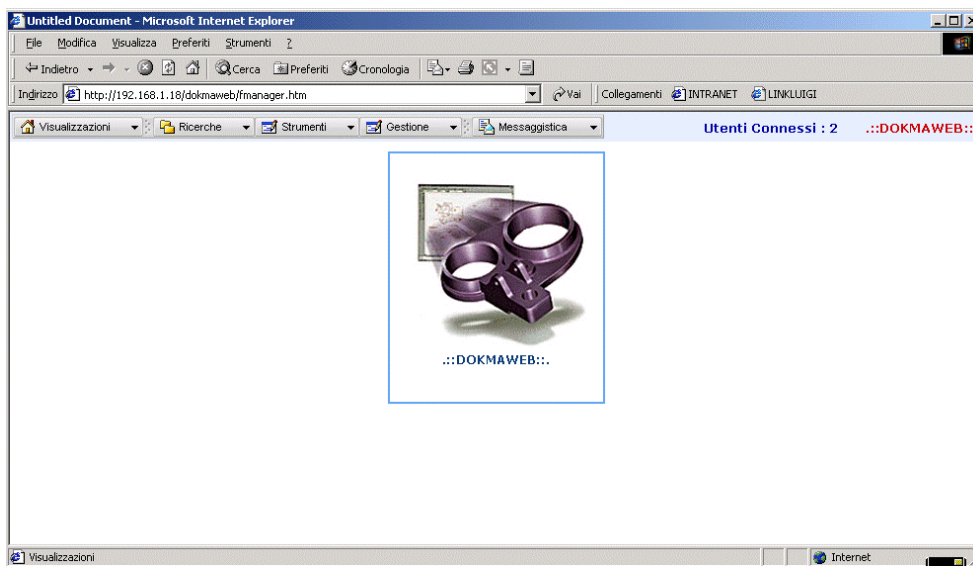 Untitled Document - Microsoft Internet Explorer
File Modifica Visualizza Preferiti Strumenti ?
Indietro Cerca Preferiti Cronologia
Indirizzo http://192.168.1.18/dokmaweb/fmanager.htm Vai Collegamenti INTRANET LINKLUIGI
Visualizzazioni Ricerche Strumenti Gestione Messaggistica Utenti Connessi : 2 .::DOKMAWEB::
.::DOKMAWEB::.
Visualizzazioni Internet